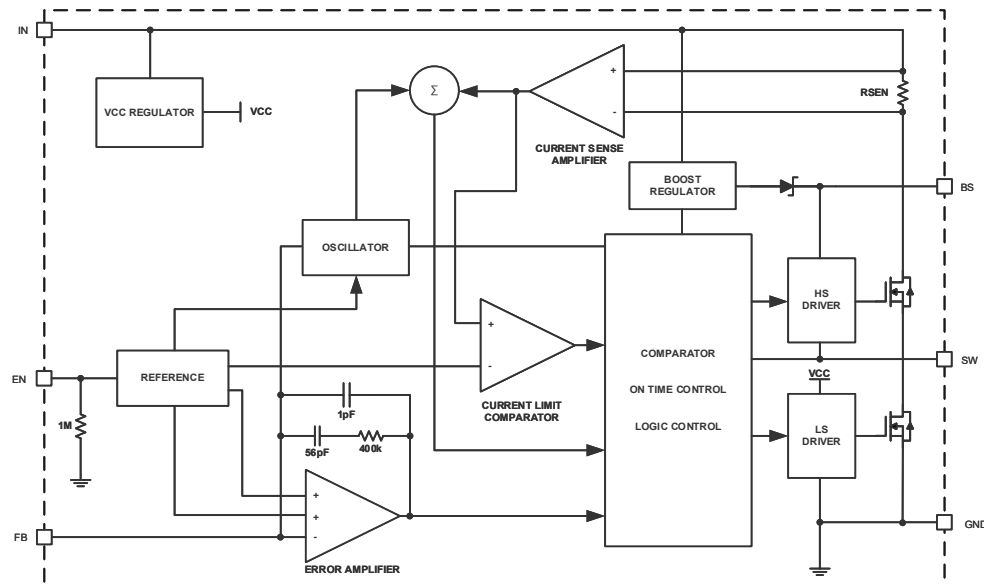 IN
+
Σ
RSEN
VCC REGULATOR
VCC
-
CURRENT SENSE
AMPLIFIER
BOOST
REGULATOR
BS
OSCILLATOR
HS
DRIVER
+
COMPARATOR
ON TIME CONTROL
LOGIC CONTROL
SW
EN
REFERENCE
-
VCC
CURRENT LIMIT
COMPARATOR
1pF
1M
56pF
400k
LS
DRIVER
+
+
-
FB
GND
ERROR AMPLIFIER